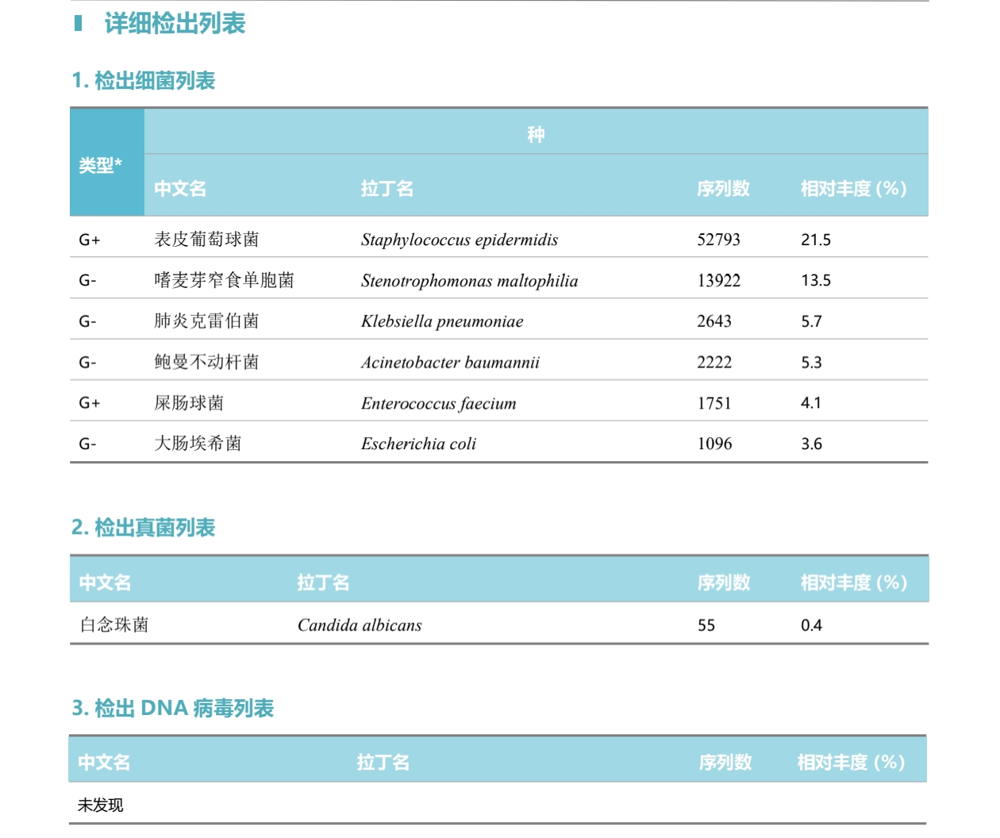 详细检出列表
1. 检出细菌列表
类型* 种
中文名 拉丁名 序列数 相对丰度 (%)
G+ 表皮葡萄球菌 Staphylococcus epidermidis 52793 21.5
G- 嗜麦芽窄食单胞菌 Stenotrophomonas maltophilia 13922 13.5
G- 肺炎克雷伯菌 Klebsiella pneumoniae 2643 5.7
G- 鲍曼不动杆菌 Acinetobacter baumannii 2222 5.3
G+ 屎肠球菌 Enterococcus faecium 1751 4.1
G- 大肠埃希菌 Escherichia coli 1096 3.6
2. 检出真菌列表
中文名 拉丁名 序列数 相对丰度 (%)
白念珠菌 Candida albicans 55 0.4
3. 检出 DNA 病毒列表
中文名 拉丁名 序列数 相对丰度 (%)
未发现